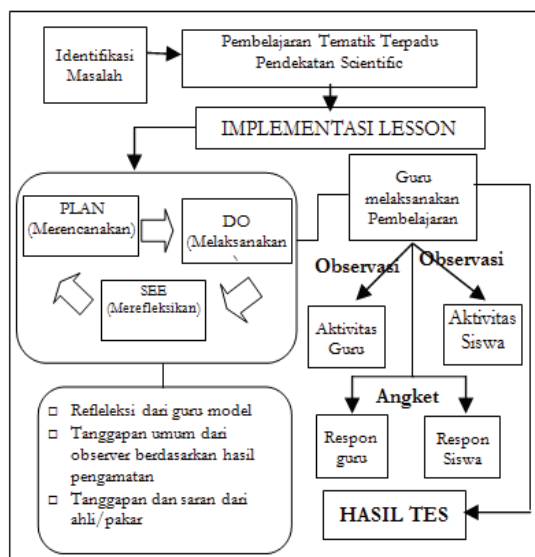 Identifikasi
Masalah
Pembelajaran Tematik Terpadu
Pendekatan Scientific
IMPLEMENTASI LESSON
PLAN
(Merencanakan)
DO
(Melaksanakan
)
SEE
(Merefleksikan)
Guru
melaksanakan
Pembelajaran
Observasi
Observasi
Aktivitas
Guru
Aktivitas
Siswa
Angket
Respon
guru
Respon
Siswa
HASIL TES
□ Refleleksi dari guru model
□ Tanggapan umum dari
observer berdasarkan hasil
pengamatan
□ Tanggapan dan saran dari
ahli/pakar